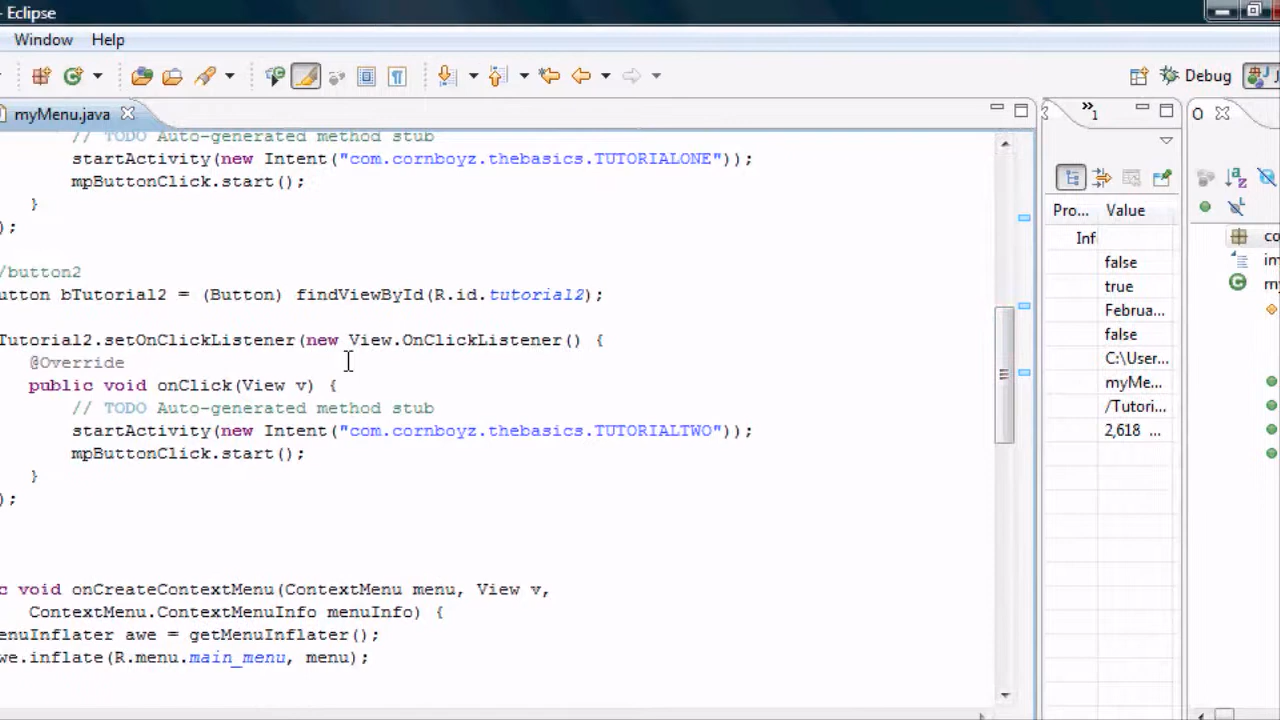 - Eclipse
Window Help
Debug J
myMenu.java
»1
O
// TODO Auto-generated method stub
startActivity(new Intent("com.cornboyz.thebasics.TUTORIALONE"));
mpButtonClick.start();
}
);
/button2
utton bTutorial2 = (Button) findViewById(R.id.tutorial2);
Tutorial2.setOnClickListener(new View.OnClickListener() {
@Override
public void onClick(View v) {
// TODO Auto-generated method stub
startActivity(new Intent("com.cornboyz.thebasics.TUTORIALTWO"));
mpButtonClick.start();
}
);
c void onCreateContextMenu(ContextMenu menu, View v,
ContextMenu.ContextMenuInfo menuInfo) {
enuInflater awe = getMenuInflater();
we.inflate(R.menu.main_menu, menu);
Pro... Value
Inf
false
true
Februa...
false
C:\User...
myMe...
/Tutori...
2,618 ...
co
im
my